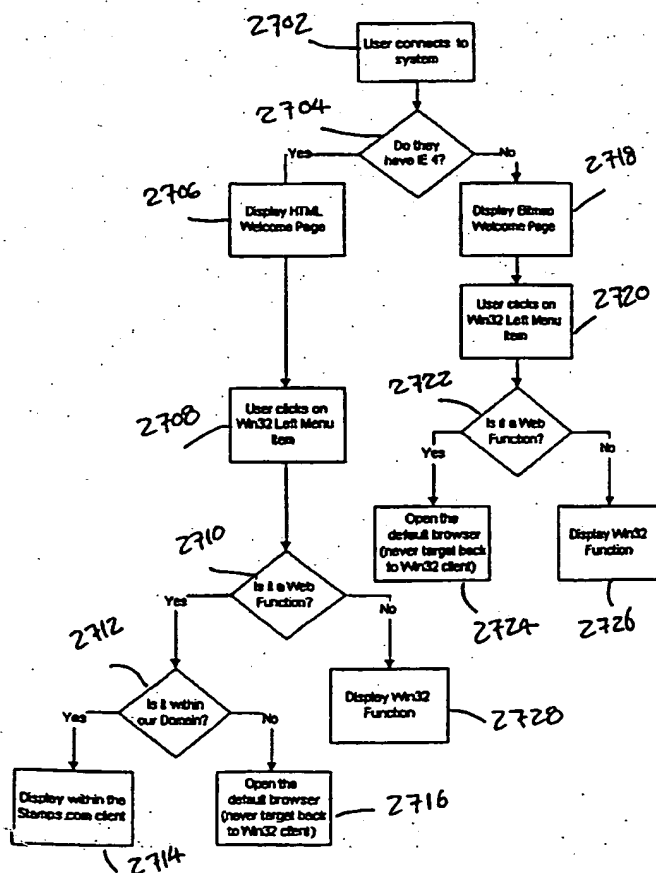 2702
User connects to
system
2704
Do they
have IE 4?
Yes
No
2706
Display HTML
Welcome Page
2718
Display Bitmap
Welcome Page
2720
User clicks on
Win32 Left Menu
Item
2708
User clicks on
Win32 Left Menu
Item
2722
Is it a Web
Function?
Yes
No
Open the
default browser
(never target back
to Win32 client)
2724
Display Win32
Function
2726
2710
Is it a Web
Function?
Yes
No
2712
Is it within
our Domain?
Yes
No
Display Win32
Function
2728
Display within the
Stamps.com client
2714
Open the
default browser
(never target back
to Win32 client)
2716